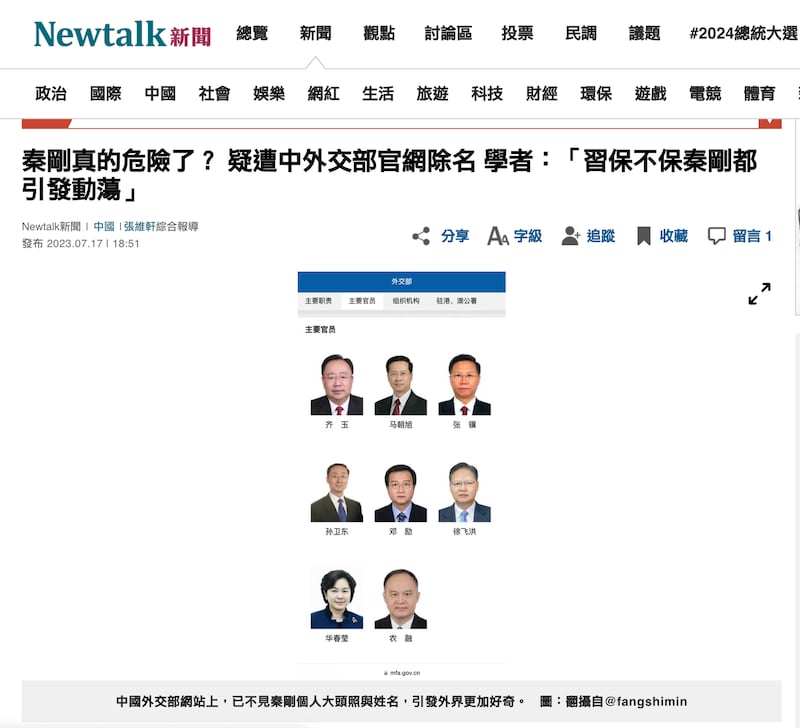 Newtalk新聞
總覽 新聞 觀點 討論區 投票 民調 議題 #2024總統大選
政治 國際 中國 社會 娛樂 網紅 生活 旅遊 科技 財經 環保 遊戲 電競 體育
秦剛真的危險了？ 疑遭中外交部官網除名 學者：「習保不保秦剛都
引發動蕩」
Newtalk新聞 | 中國 | 張維軒綜合報導
發布 2023.07.17 | 18:51
分享 AA 字級 追蹤 收藏 留言 1
外交部
主要职责 主要官员 组织机构 驻港、澳公署
主要官员
齐 玉 马朝旭 张 骥
孙卫东 邓 励 徐飞洪
华春莹 农 融
mfa.gov.cn
中國外交部網站上，已不見秦剛個人大頭照與姓名，引發外界更加好奇。 圖：翻攝自@fangshimin